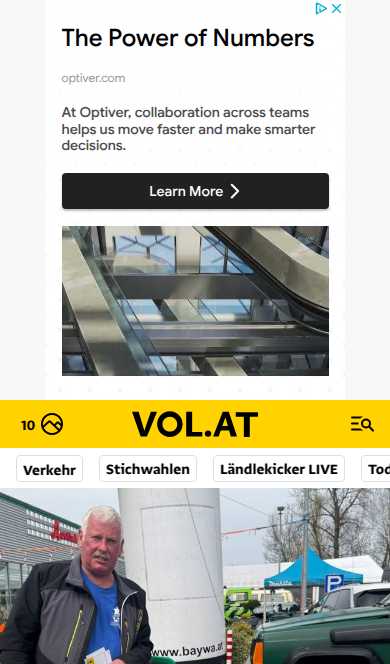 The Power of Numbers
optiver.com
At Optiver, collaboration across teams
helps us move faster and make smarter
decisions.
Learn More
10 VOL.AT
Verkehr Stichwahlen Ländlekicker LIVE Tod
Makita
P
www.baywa.at